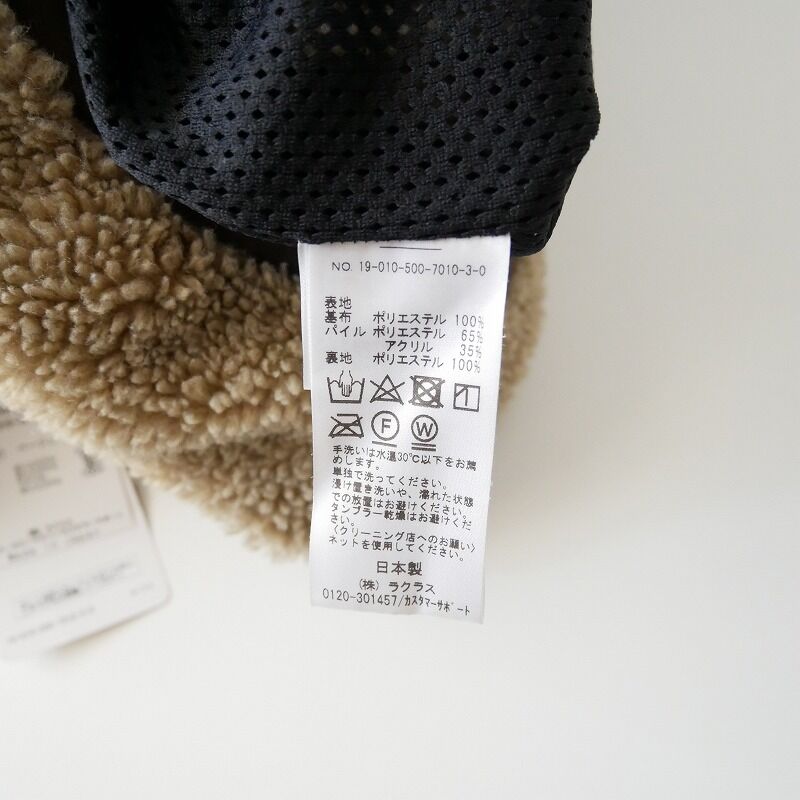 NO. 19-010-500-7010-3-0
表地
基布 ポリエステル 100%
パイル ポリエステル 65%
アクリル 35%
裏地 ポリエステル 100%
F W
手洗いは水温30℃以下をお薦
めします。
単独で洗ってください。
浸け置き洗いや、濡れた状態
での放置はお避けください。
タンブラー乾燥はお避けくだ
さい。
〈クリーニング店へのお願い〉
ネットを使用してください。
日本製
(株) ラクラス
0120-301457/カスタマーサポート